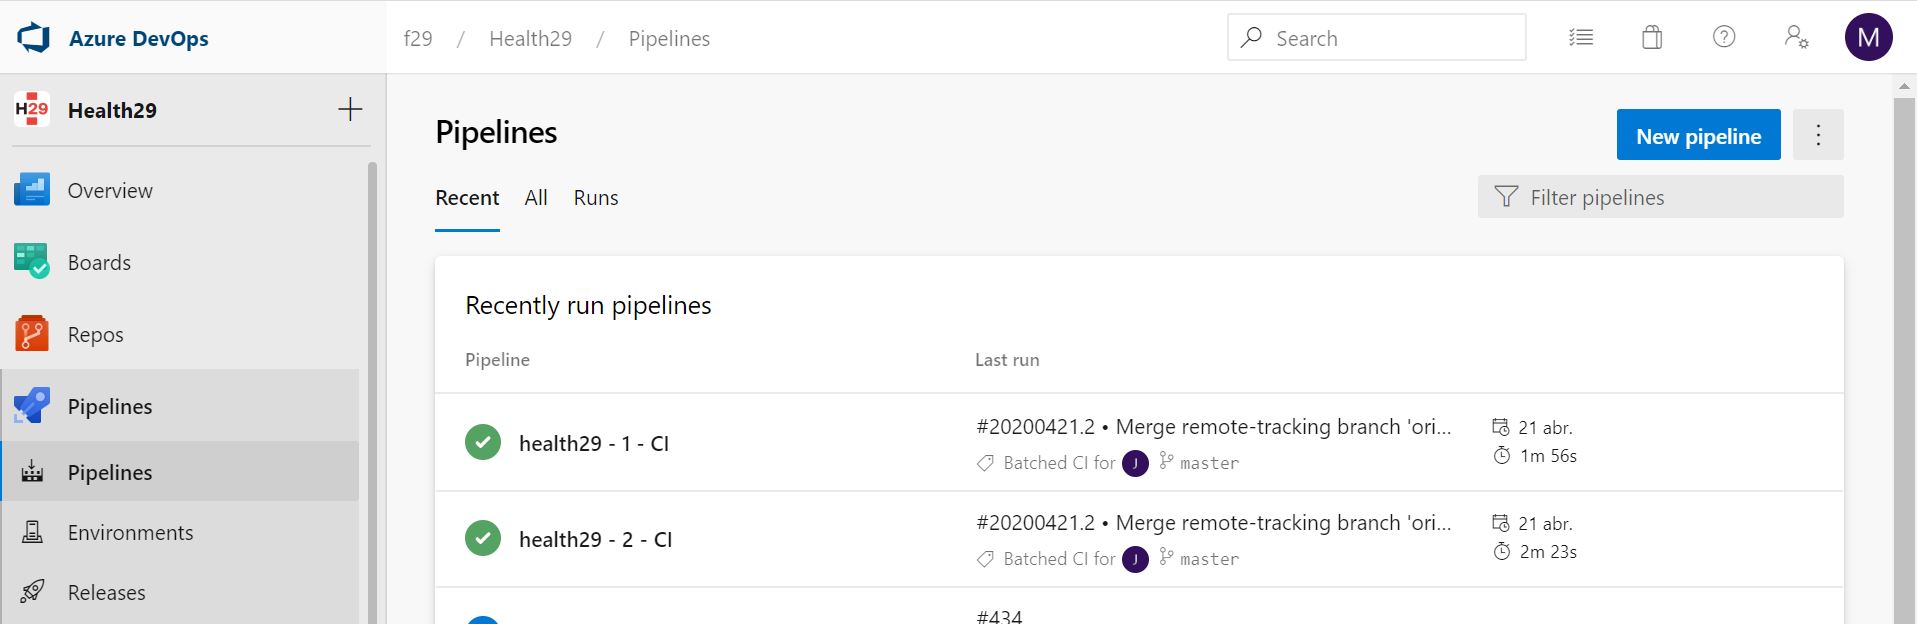 Azure DevOps
f29 / Health29 / Pipelines
Search
M
H29
Health29
Overview
Boards
Repos
Pipelines
Pipelines
Environments
Releases
Pipelines
New pipeline
Recent All Runs
Filter pipelines
Recently run pipelines
Pipeline Last run
health29 - 1 - CI
#20200421.2 • Merge remote-tracking branch 'ori...
Batched CI for J master
21 abr.
1m 56s
health29 - 2 - CI
#20200421.2 • Merge remote-tracking branch 'ori...
Batched CI for J master
21 abr.
2m 23s
#434